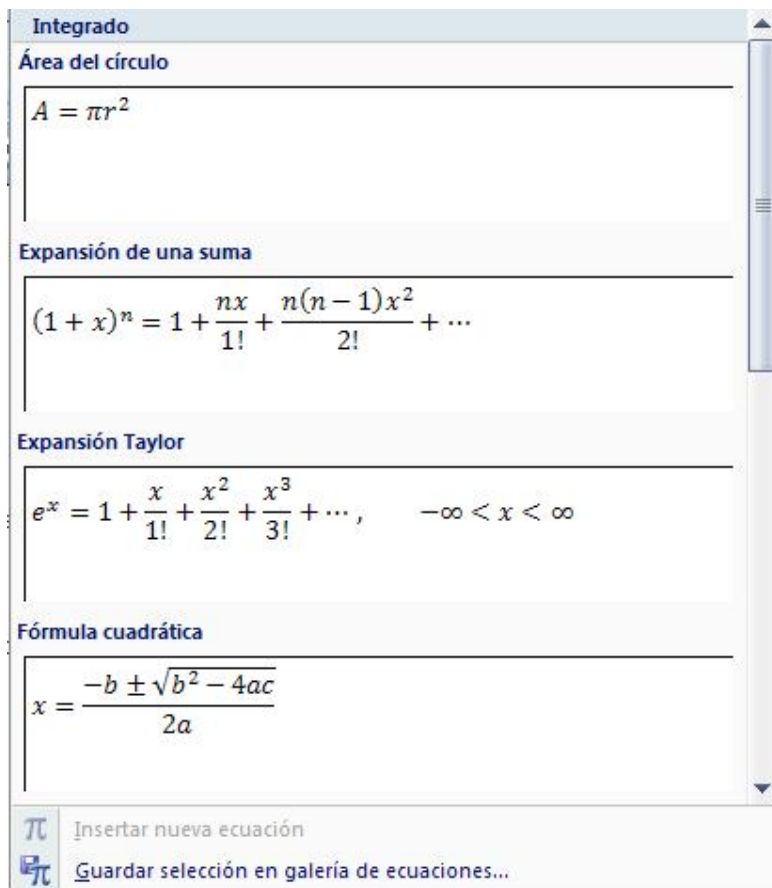 Integrado
Área del círculo
A = πr²
Expansión de una suma
(1 + x)ⁿ = 1 + nx/1! + n(n − 1)x²/2! + ⋯
Expansión Taylor
eˣ = 1 + x/1! + x²/2! + x³/3! + ⋯ , −∞ < x < ∞
Fórmula cuadrática
x = (−b ± √(b² − 4ac))/2a
π Insertar nueva ecuación
π Guardar selección en galería de ecuaciones...